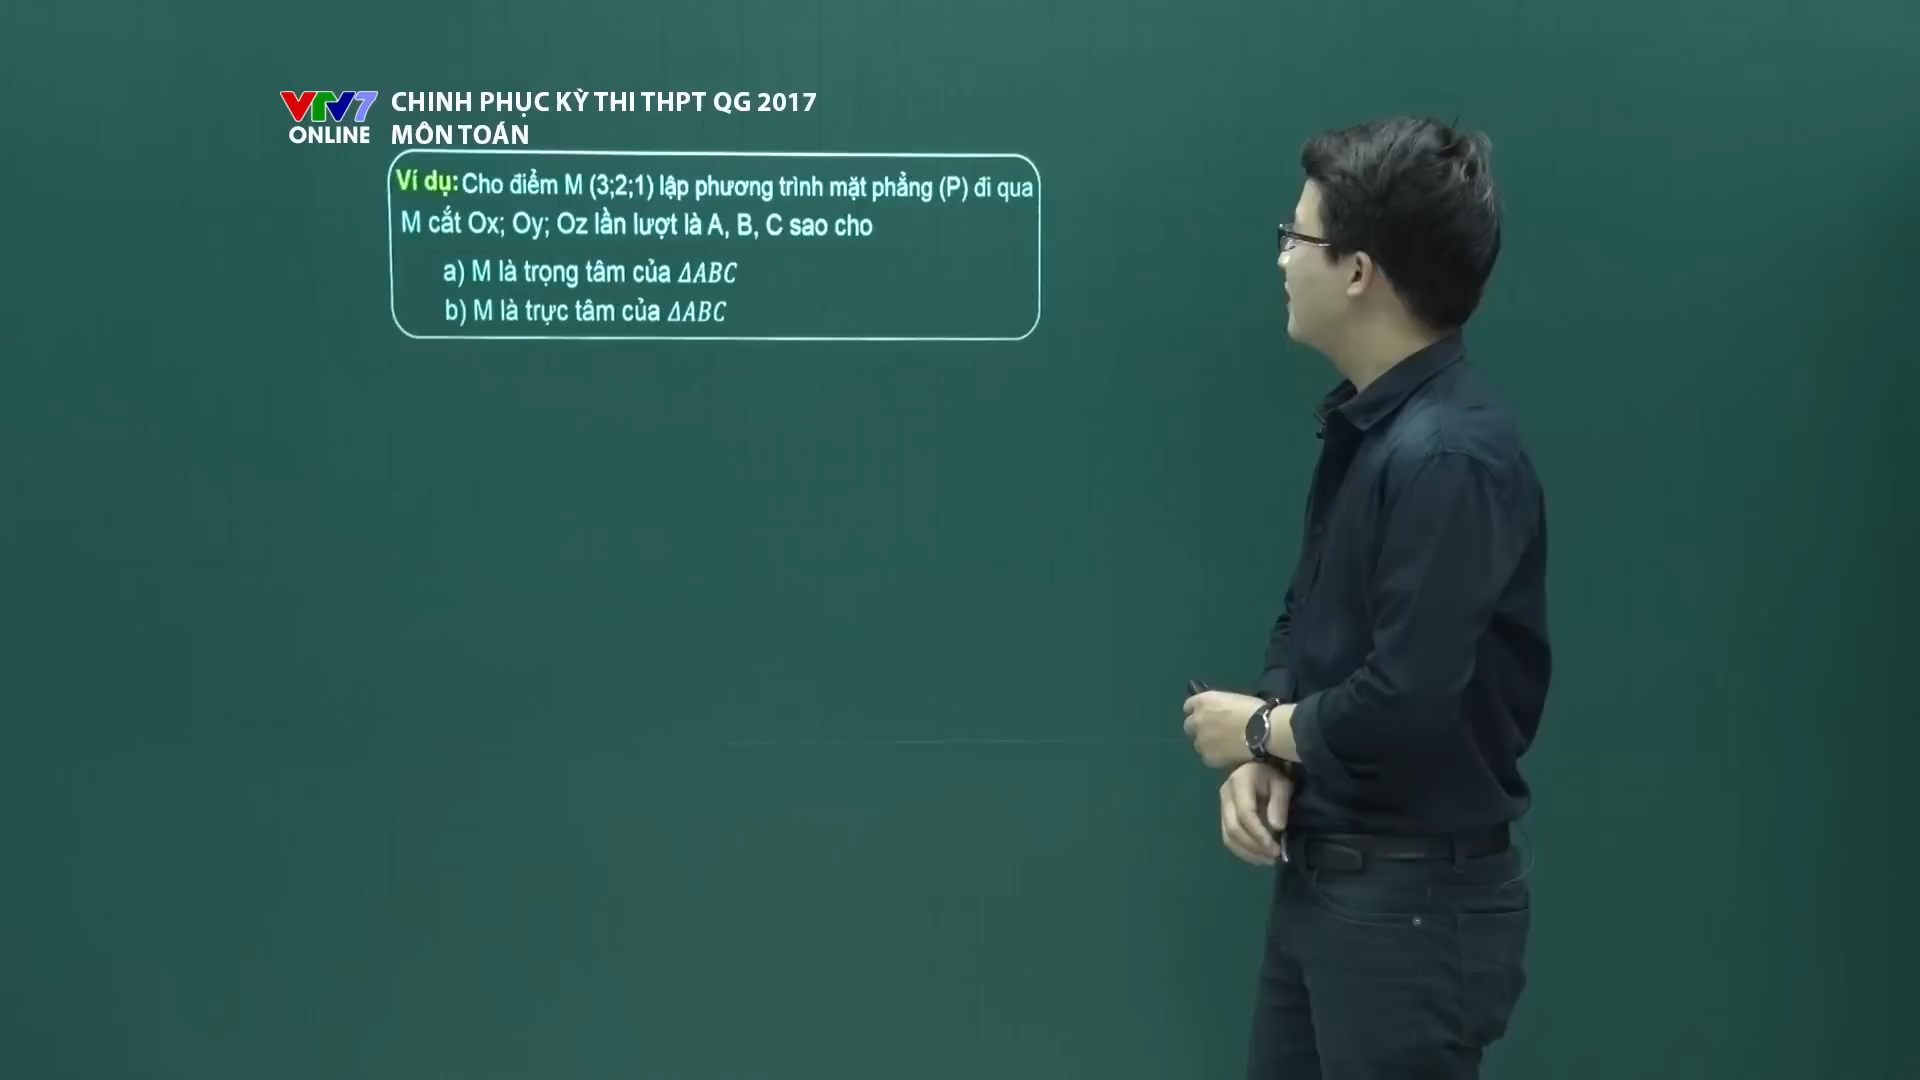 VTV7
ONLINE
CHINH PHỤC KỲ THI THPT QG 2017
MÔN TOÁN
Ví dụ: Cho điểm M (3;2;1) lập phương trình mặt phẳng (P) đi qua
M cắt Ox; Oy; Oz lần lượt là A, B, C sao cho
a) M là trọng tâm của ΔABC
b) M là trực tâm của ΔABC